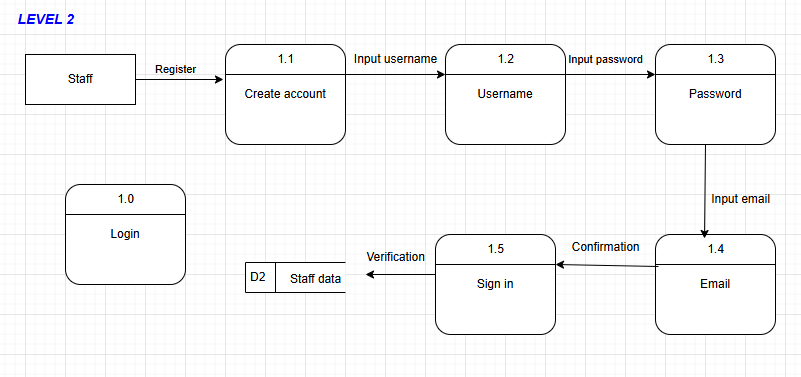 LEVEL 2
Staff
Register
1.1
Create account
Input username
1.2
Username
Input password
1.3
Password
Input email
1.0
Login
D2
Staff data
Verification
1.5
Sign in
Confirmation
1.4
Email